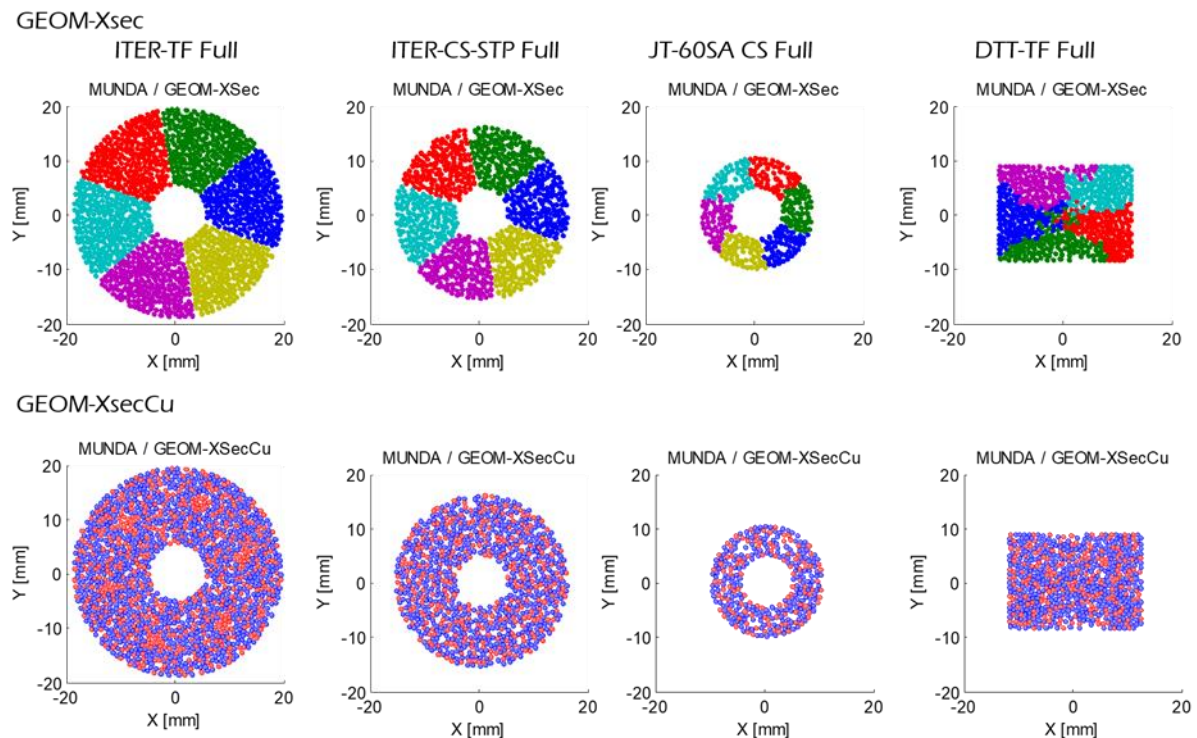 GEOM-Xsec
ITER-TF Full
ITER-CS-STP Full
JT-60SA CS Full
DTT-TF Full
MUNDA / GEOM-XSec
MUNDA / GEOM-XSec
MUNDA / GEOM-XSec
MUNDA / GEOM-XSec
20
10
0
-10
-20
Y [mm]
-20 0 20
X [mm]
20
10
0
-10
-20
Y [mm]
-20 0 20
X [mm]
20
10
0
-10
-20
Y [mm]
-20 0 20
X [mm]
20
10
0
-10
-20
Y [mm]
-20 0 20
X [mm]
GEOM-XsecCu
MUNDA / GEOM-XSecCu
MUNDA / GEOM-XSecCu
MUNDA / GEOM-XSecCu
MUNDA / GEOM-XSecCu
20
10
0
-10
-20
Y [mm]
-20 0 20
X [mm]
20
10
0
-10
-20
Y [mm]
-20 0 20
X [mm]
20
10
0
-10
-20
Y [mm]
-20 0 20
X [mm]
20
10
0
-10
-20
Y [mm]
-20 0 20
X [mm]